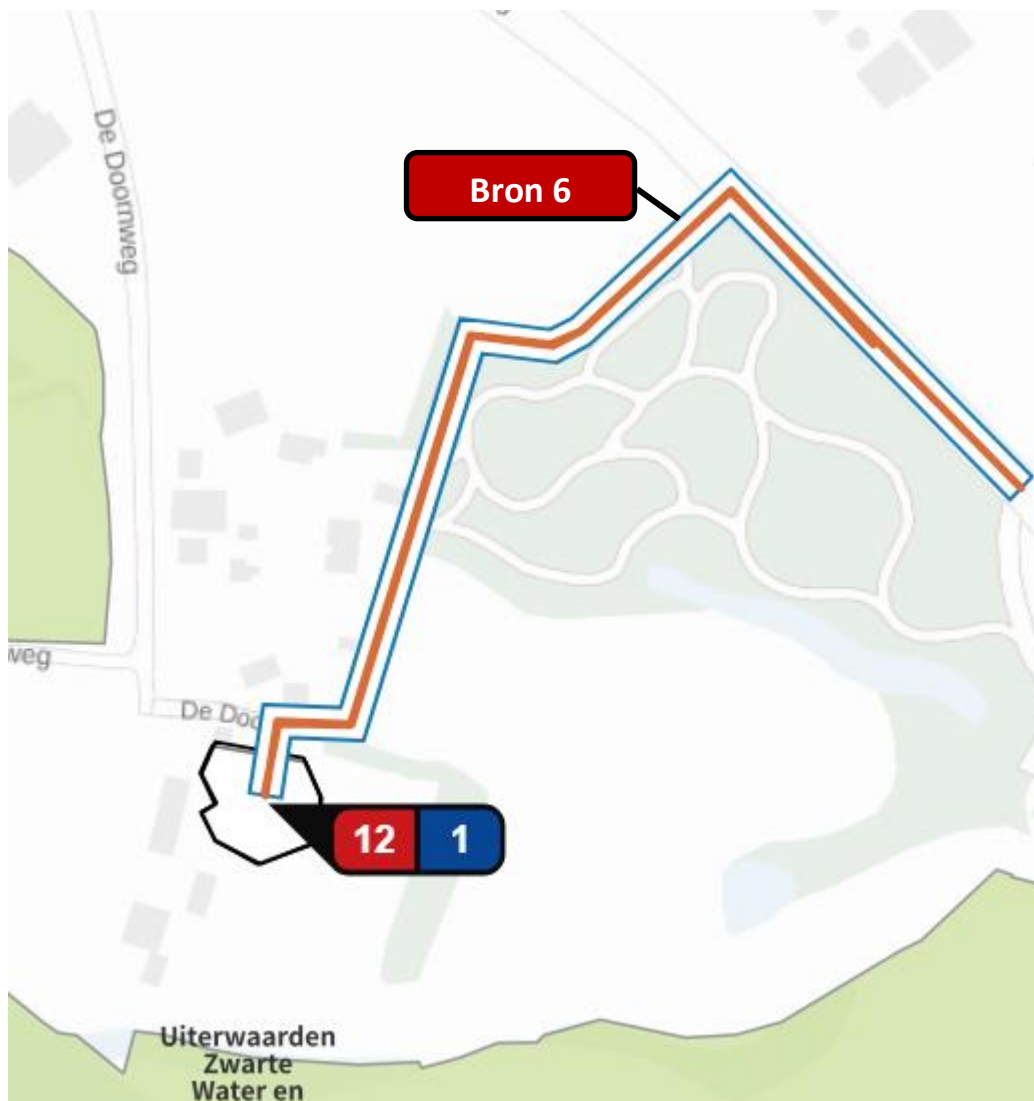 De Doornweg
Bron 6
weg
De Doo
12 1
Uiterwaarden
Zwarte
Water en